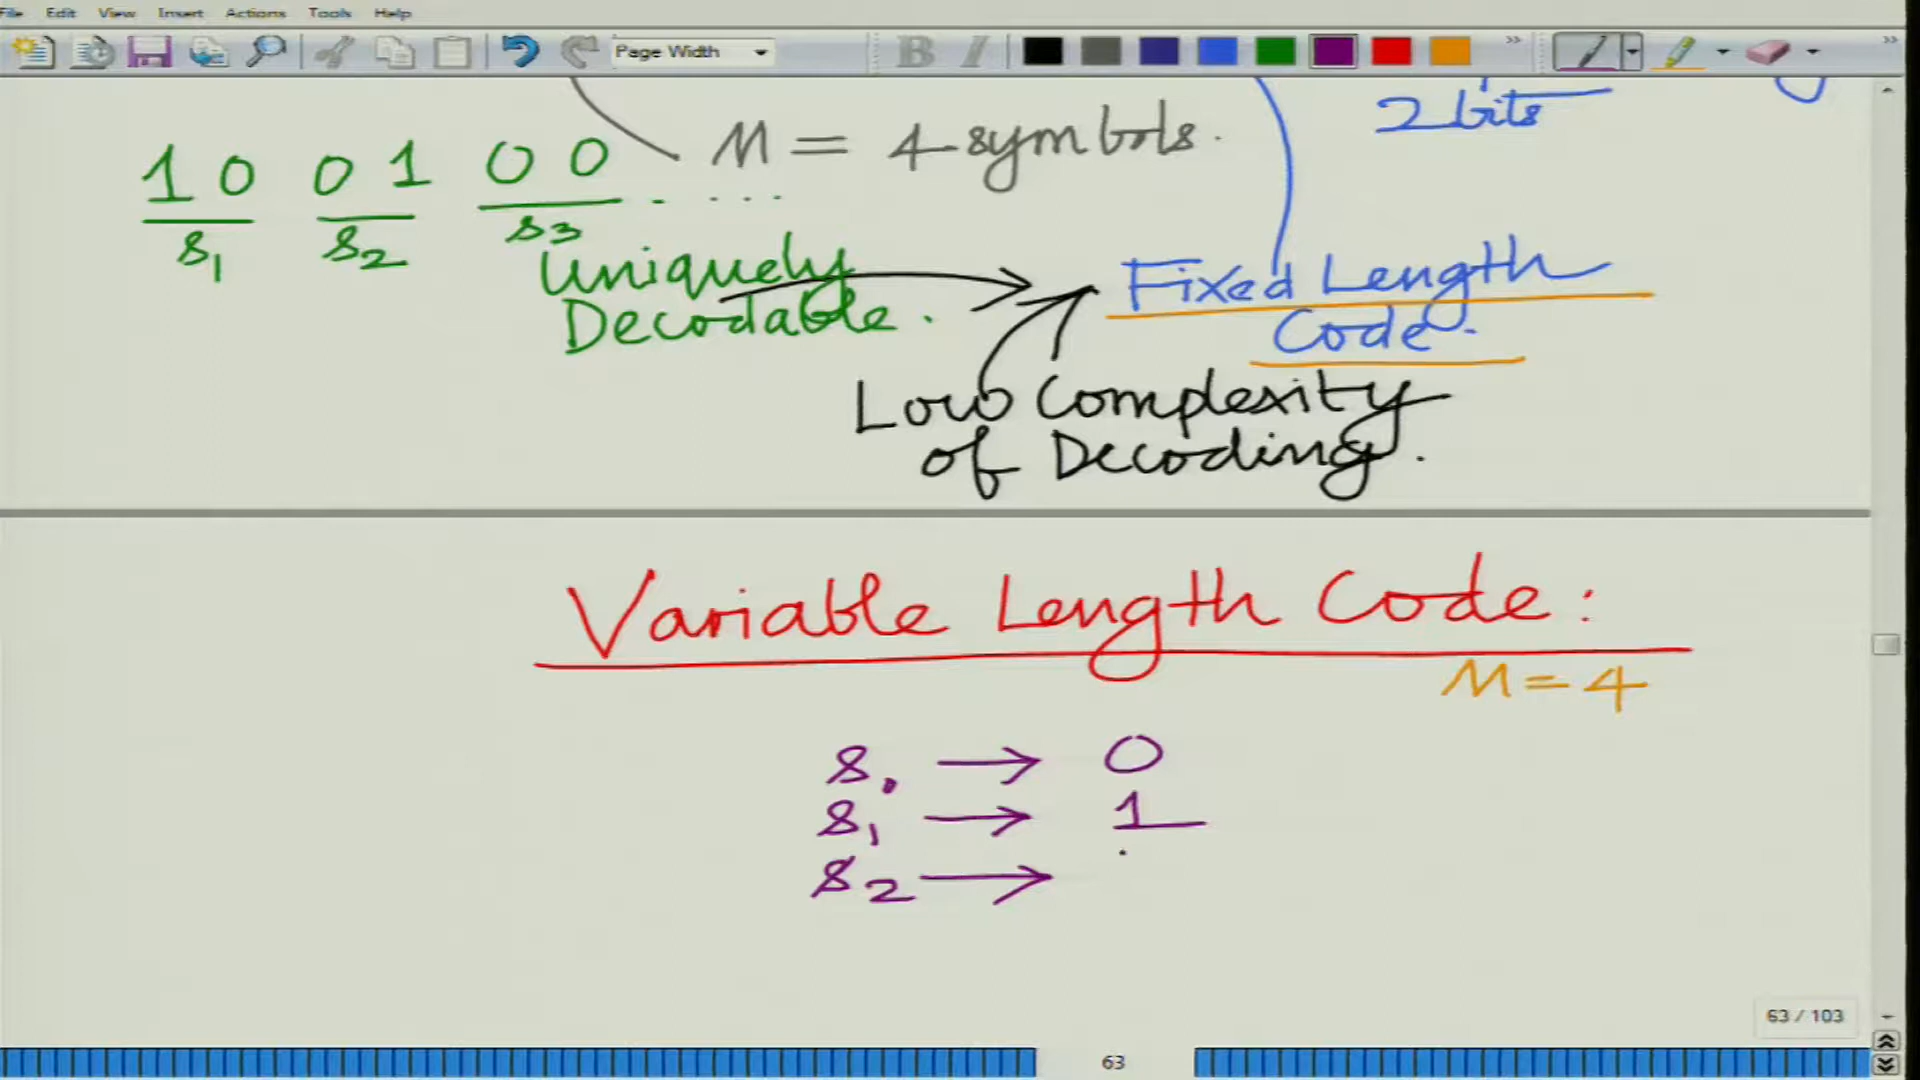 File Edit View Insert Actions Tools Help
Page Width
B I
2 bits
M = 4 symbols.
1 0 0 1 0 0 . ....
s1 s2 s3
Uniquely
Decodable.
Fixed Length
Code.
Low Complexity
of Decoding.
Variable Length Code:
M = 4
s0 → 0
s1 → 1
s2 →
63 / 103
63